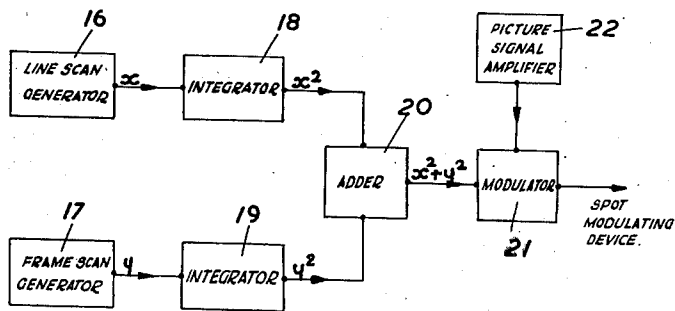 16
LINE SCAN
GENERATOR
x
18
INTEGRATOR
x²
20
ADDER
x²+y²
22
PICTURE
SIGNAL
AMPLIFIER
MODULATOR
21
SPOT
MODULATING
DEVICE.
17
FRAME SCAN
GENERATOR
y
19
INTEGRATOR
y²